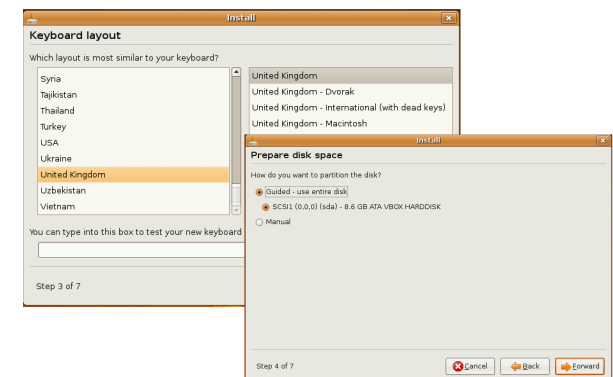 Install
Keyboard layout
Which layout is most similar to your keyboard?
Syria
Tajikistan
Thailand
Turkey
USA
Ukraine
United Kingdom
Uzbekistan
Vietnam
United Kingdom
United Kingdom - Dvorak
United Kingdom - International (with dead keys)
United Kingdom - Macintosh
You can type into this box to test your new keyboard
Step 3 of 7
Install
Prepare disk space
How do you want to partition the disk?
Guided - use entire disk
SCSI1 (0,0,0) (sda) - 8.6 GB ATA VBOX HARDDISK
Manual
Step 4 of 7
Cancel
Back
Forward